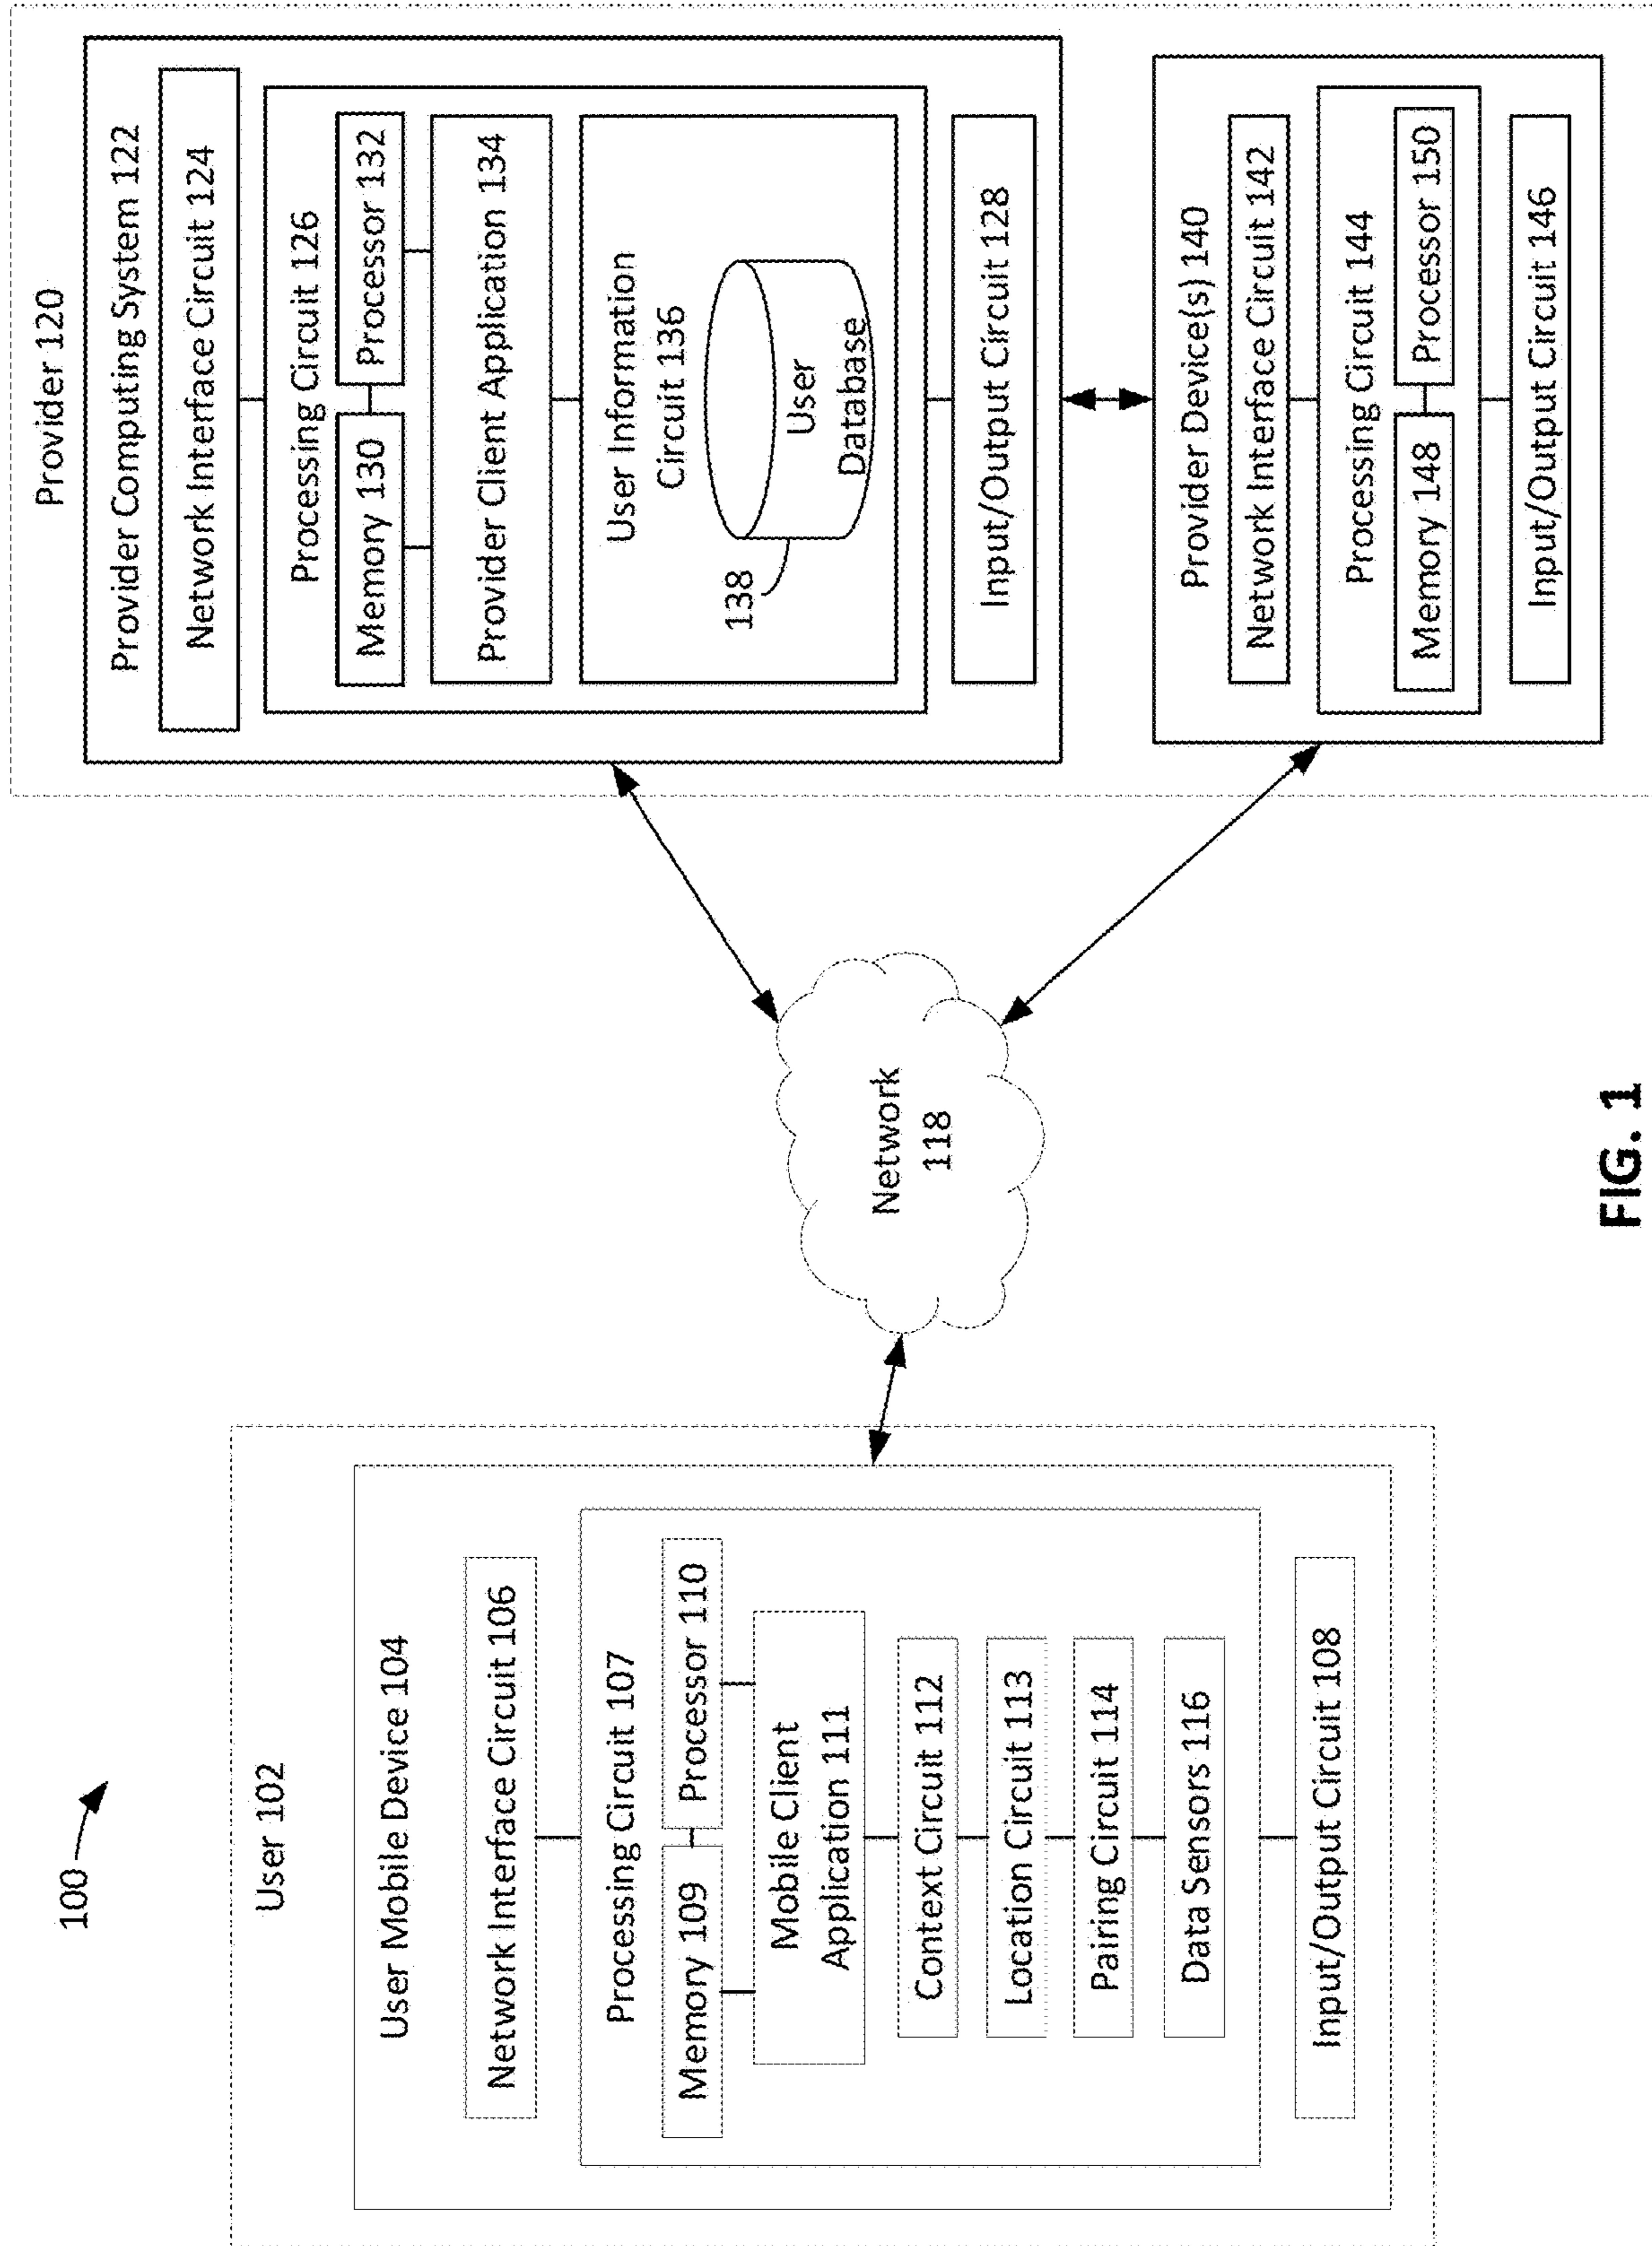 100
User 102
User Mobile Device 104
Network Interface Circuit 106
Processing Circuit 107
Memory 109
Processor 110
Mobile Client
Application 111
Context Circuit 112
Location Circuit 113
Pairing Circuit 114
Data Sensors 116
Input/Output Circuit 108
Network
118
Provider 120
Provider Computing System 122
Network Interface Circuit 124
Processing Circuit 126
Memory 130
Processor 132
Provider Client Application 134
User Information
Circuit 136
138
User
Database
Input/Output Circuit 128
Provider Device(s) 140
Network Interface Circuit 142
Processing Circuit 144
Memory 148
Processor 150
Input/Output Circuit 146
FIG. 1